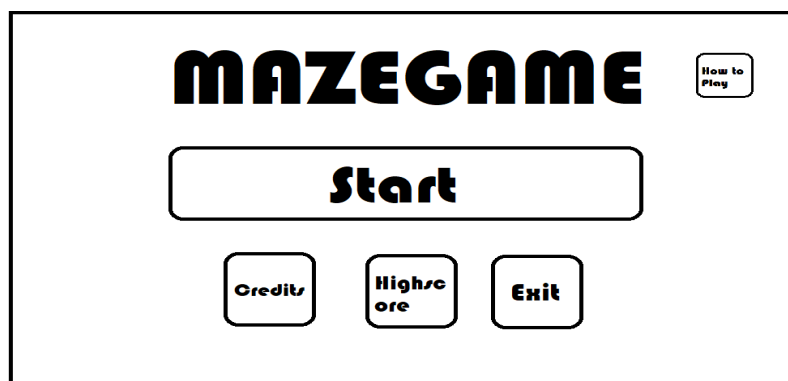 MAZEGAME
How to
Play
Start
Credits
Highsc
ore
Exit